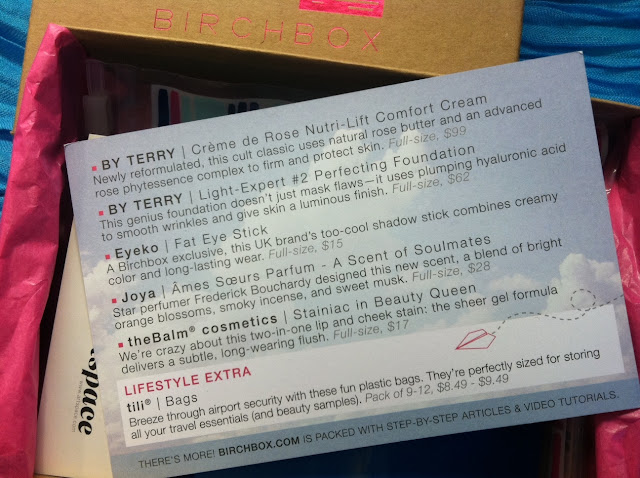 BIRCHBOX
BY TERRY | Crème de Rose Nutri-Lift Comfort Cream
Newly reformulated, this cult classic uses natural rose butter and an advanced
rose phytessence complex to firm and protect skin. Full-size, $99
BY TERRY | Light-Expert #2 Perfecting Foundation
This genius foundation doesn't just mask flaws—it uses plumping hyaluronic acid
to smooth wrinkles and give skin a luminous finish. Full-size, $62
Eyeko | Fat Eye Stick
A Birchbox exclusive, this UK brand's too-cool shadow stick combines creamy
color and long-lasting wear. Full-size, $15
Joya | Âmes Sœurs Parfum - A Scent of Soulmates
Star perfumer Frederick Bouchardy designed this new scent, a blend of bright
orange blossoms, smoky incense, and sweet musk. Full-size, $28
theBalm® cosmetics | Stainiac in Beauty Queen
We're crazy about this two-in-one lip and cheek stain: the sheer gel formula
delivers a subtle, long-wearing flush. Full-size, $17
LIFESTYLE EXTRA
tili® | Bags
Breeze through airport security with these fun plastic bags. They're perfectly sized for storing
all your travel essentials (and beauty samples). Pack of 9-12, $8.49 - $9.49
THERE'S MORE! BIRCHBOX.COM IS PACKED WITH STEP-BY-STEP ARTICLES & VIDEO TUTORIALS.